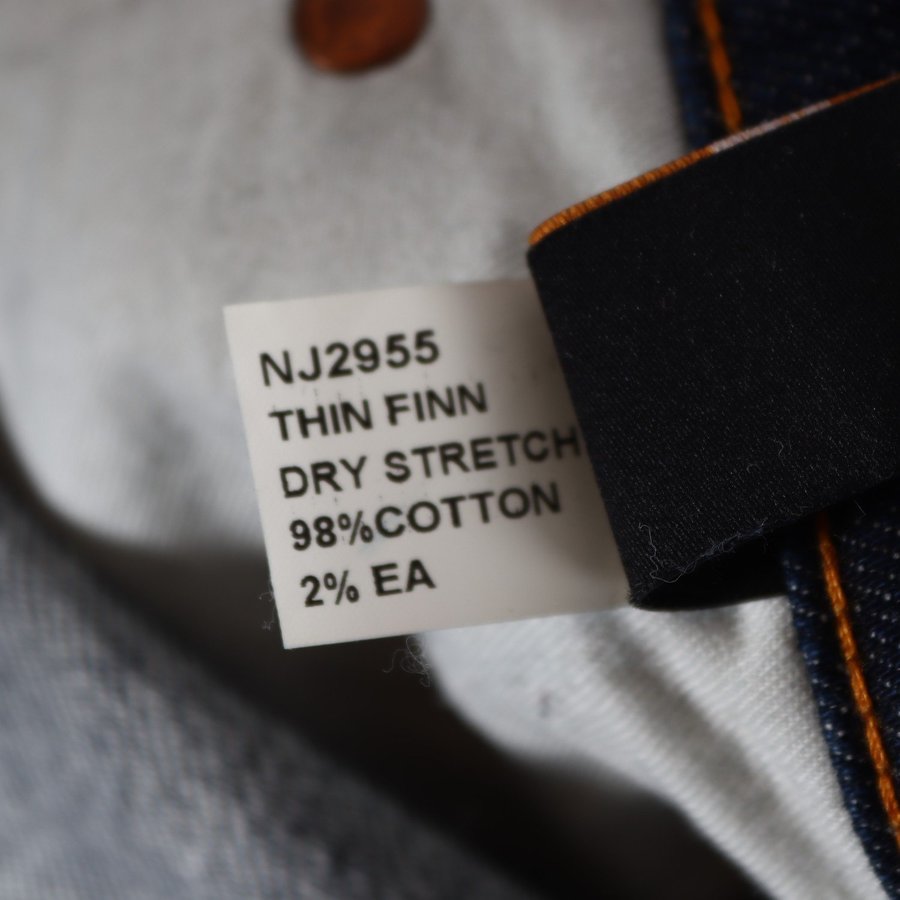 NJ2955
THIN FINN
DRY STRETCH
98%COTTON
2% EA